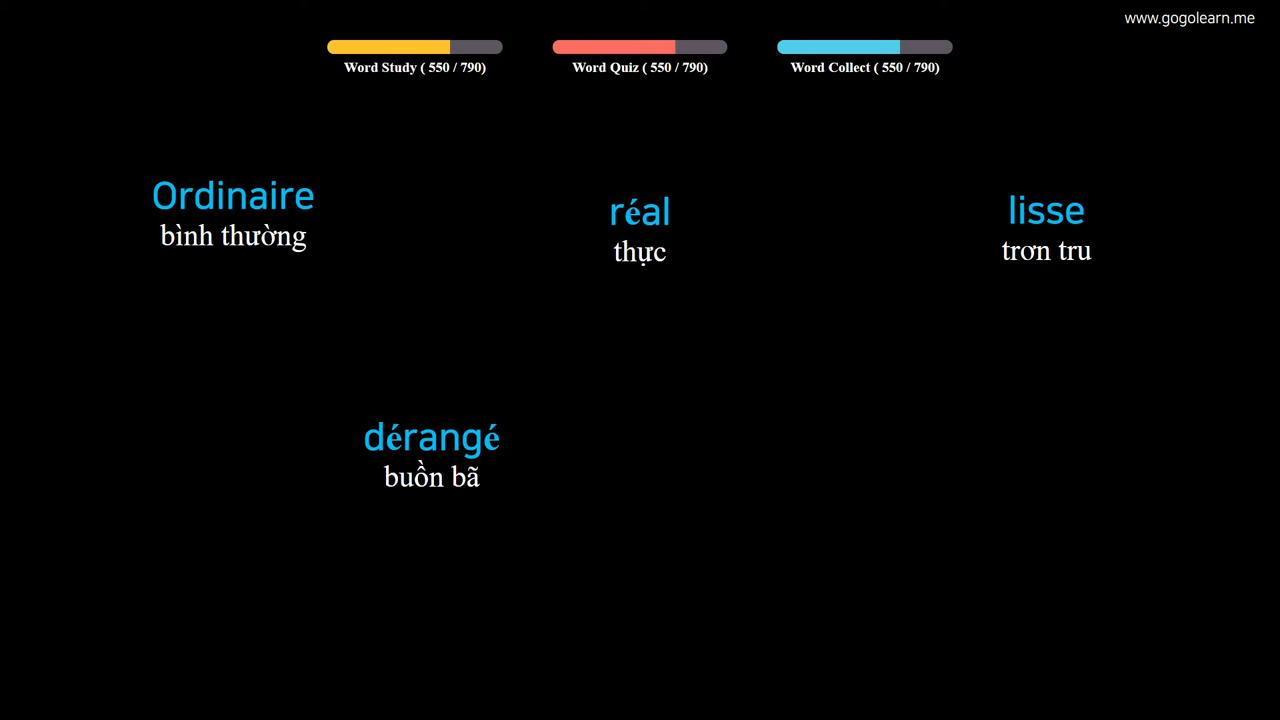 www.gogolearn.me
Word Study ( 550 / 790)
Word Quiz ( 550 / 790)
Word Collect ( 550 / 790)
Ordinaire
bình thường
réal
thực
lisse
trơn tru
dérangé
buồn bã